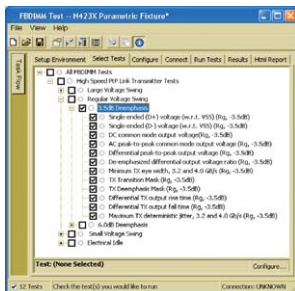 FBDIMM Test -- N423X Parametric Fixture*
File View Help
Task Flow
Setup Environment Select Tests Configure Connect Run Tests Results Html Report
All FBDIMM Tests
High Speed PtP Link Transmitter Tests
Large Voltage Swing
Regular Voltage Swing
3.5dB Deemphasis
Single-ended (D+) voltage (w.r.t. VSS) (Rg, -3.5dB)
Single-ended (D-) voltage (w.r.t. VSS) (Rg, -3.5dB)
DC common mode output voltage(Rg, -3.5dB)
AC peak-to-peak common mode output voltage (Rg, -3.5dB)
Differential peak-to-peak output voltage (Rg, -3.5dB)
De-emphasized differential output voltage ratio (Rg, -3.5dB)
Minimum TX eye width, 3.2 and 4.0 Gb/s (Rg, -3.5dB)
TX Transition Mask (Rg, -3.5dB)
TX Deemphasis Mask (Rg, -3.5dB)
Differential TX output rise time (Rg, -3.5dB)
Differential TX output fall time (Rg, -3.5dB)
Maximum TX deterministic jitter, 3.2 and 4.0 Gb/s (Rg, -3.5dB)
6.0dB Deemphasis
Small Voltage Swing
Electrical Idle
Test: (None Selected)
Configure...
12 Tests Check the test(s) you would like to run Connection: UNKNOWN